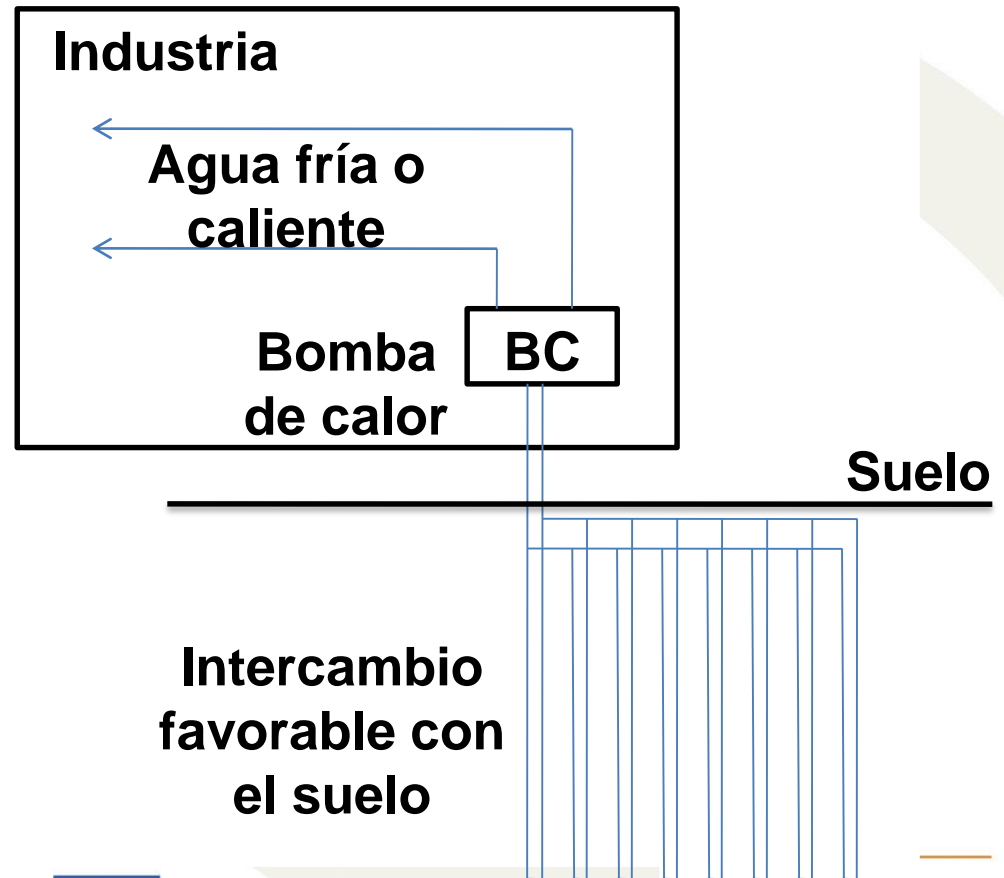 Industria
Agua fría o
caliente
Bomba
de calor
BC
Suelo
Intercambio
favorable con
el suelo